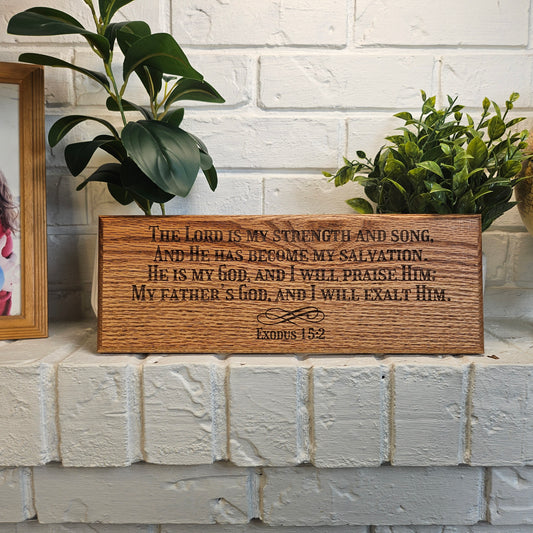 The Lord is my strength and song,
And He has become my salvation.
He is my God, and I will praise Him;
My father's God, and I will exalt Him.
Exodus 15:2